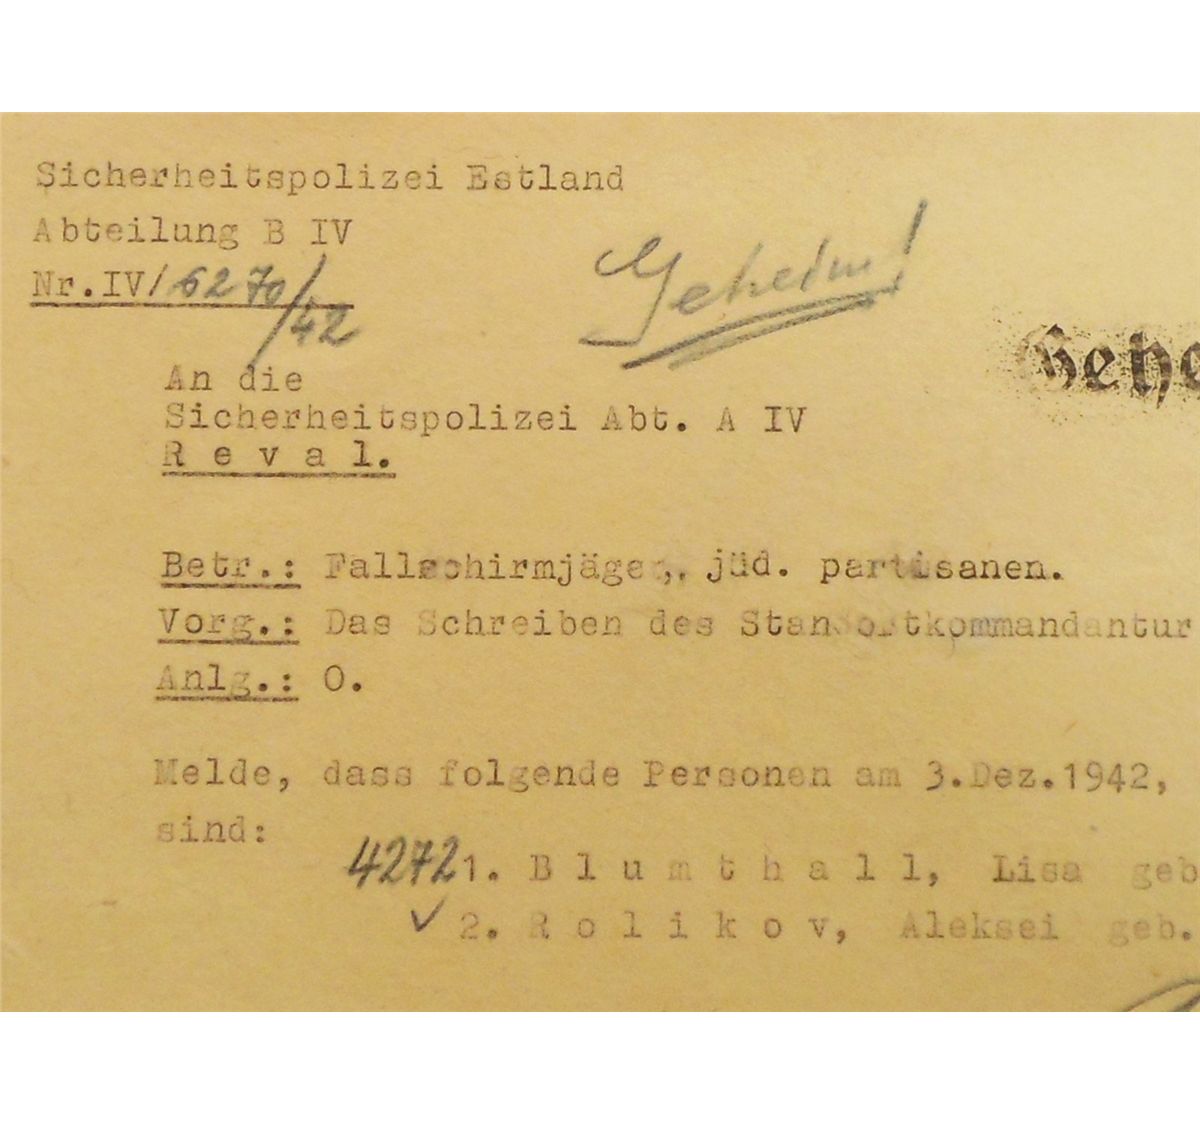 Sicherheitspolizei Estland
Abteilung B IV
Nr.IV/6270/42
Geheim!
Gehe
An die
Sicherheitspolizei Abt. A IV
R e v a l.
Betr.: Fallschirmjäger, jüd. partisanen.
Vorg.: Das Schreiben des Standortkommandantur
Anlg.: O.
Melde, dass folgende Personen am 3.Dez.1942,
sind:
4272 1. B l u m t h a l l, Lisa geb
✓ 2. R o l i k o v, Aleksei geb.